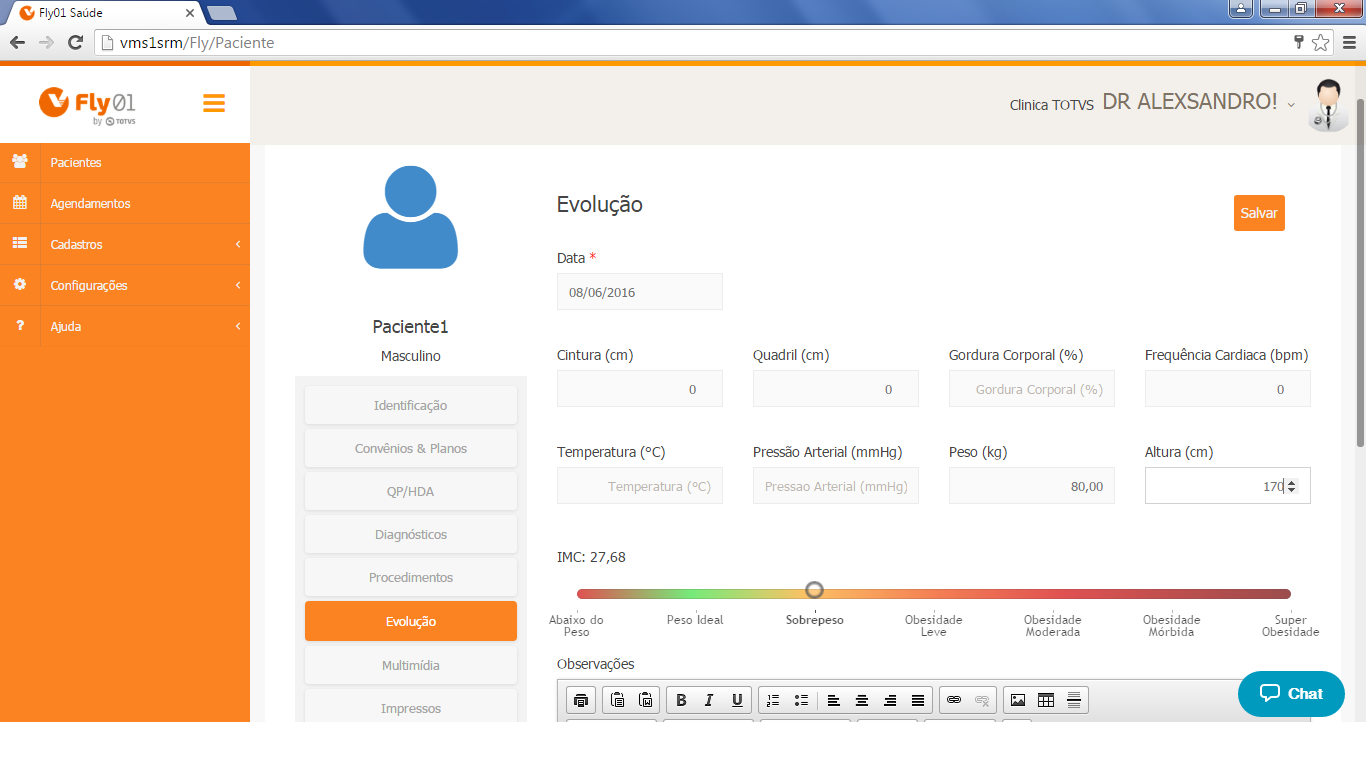 Fly01 Saúde
vms1srm/Fly/Paciente
Fly01
by TOTVS
Clinica TOTVS DR ALEXSANDRO!
Pacientes
Agendamentos
Cadastros
Configurações
Ajuda
Paciente1
Masculino
Identificação
Convênios & Planos
QP/HDA
Diagnósticos
Procedimentos
Evolução
Multimídia
Impressos
Evolução
Salvar
Data *
08/06/2016
Cintura (cm) Quadril (cm) Gordura Corporal (%) Frequência Cardiaca (bpm)
0 0 Gordura Corporal (%) 0
Temperatura (°C) Pressão Arterial (mmHg) Peso (kg) Altura (cm)
Temperatura (°C) Pressao Arterial (mmHg) 80,00 170
IMC: 27,68
Abaixo do Peso Ideal Sobrepeso Obesidade Obesidade Obesidade Super
Peso Leve Moderada Mórbida Obesidade
Observações
B I U
Chat